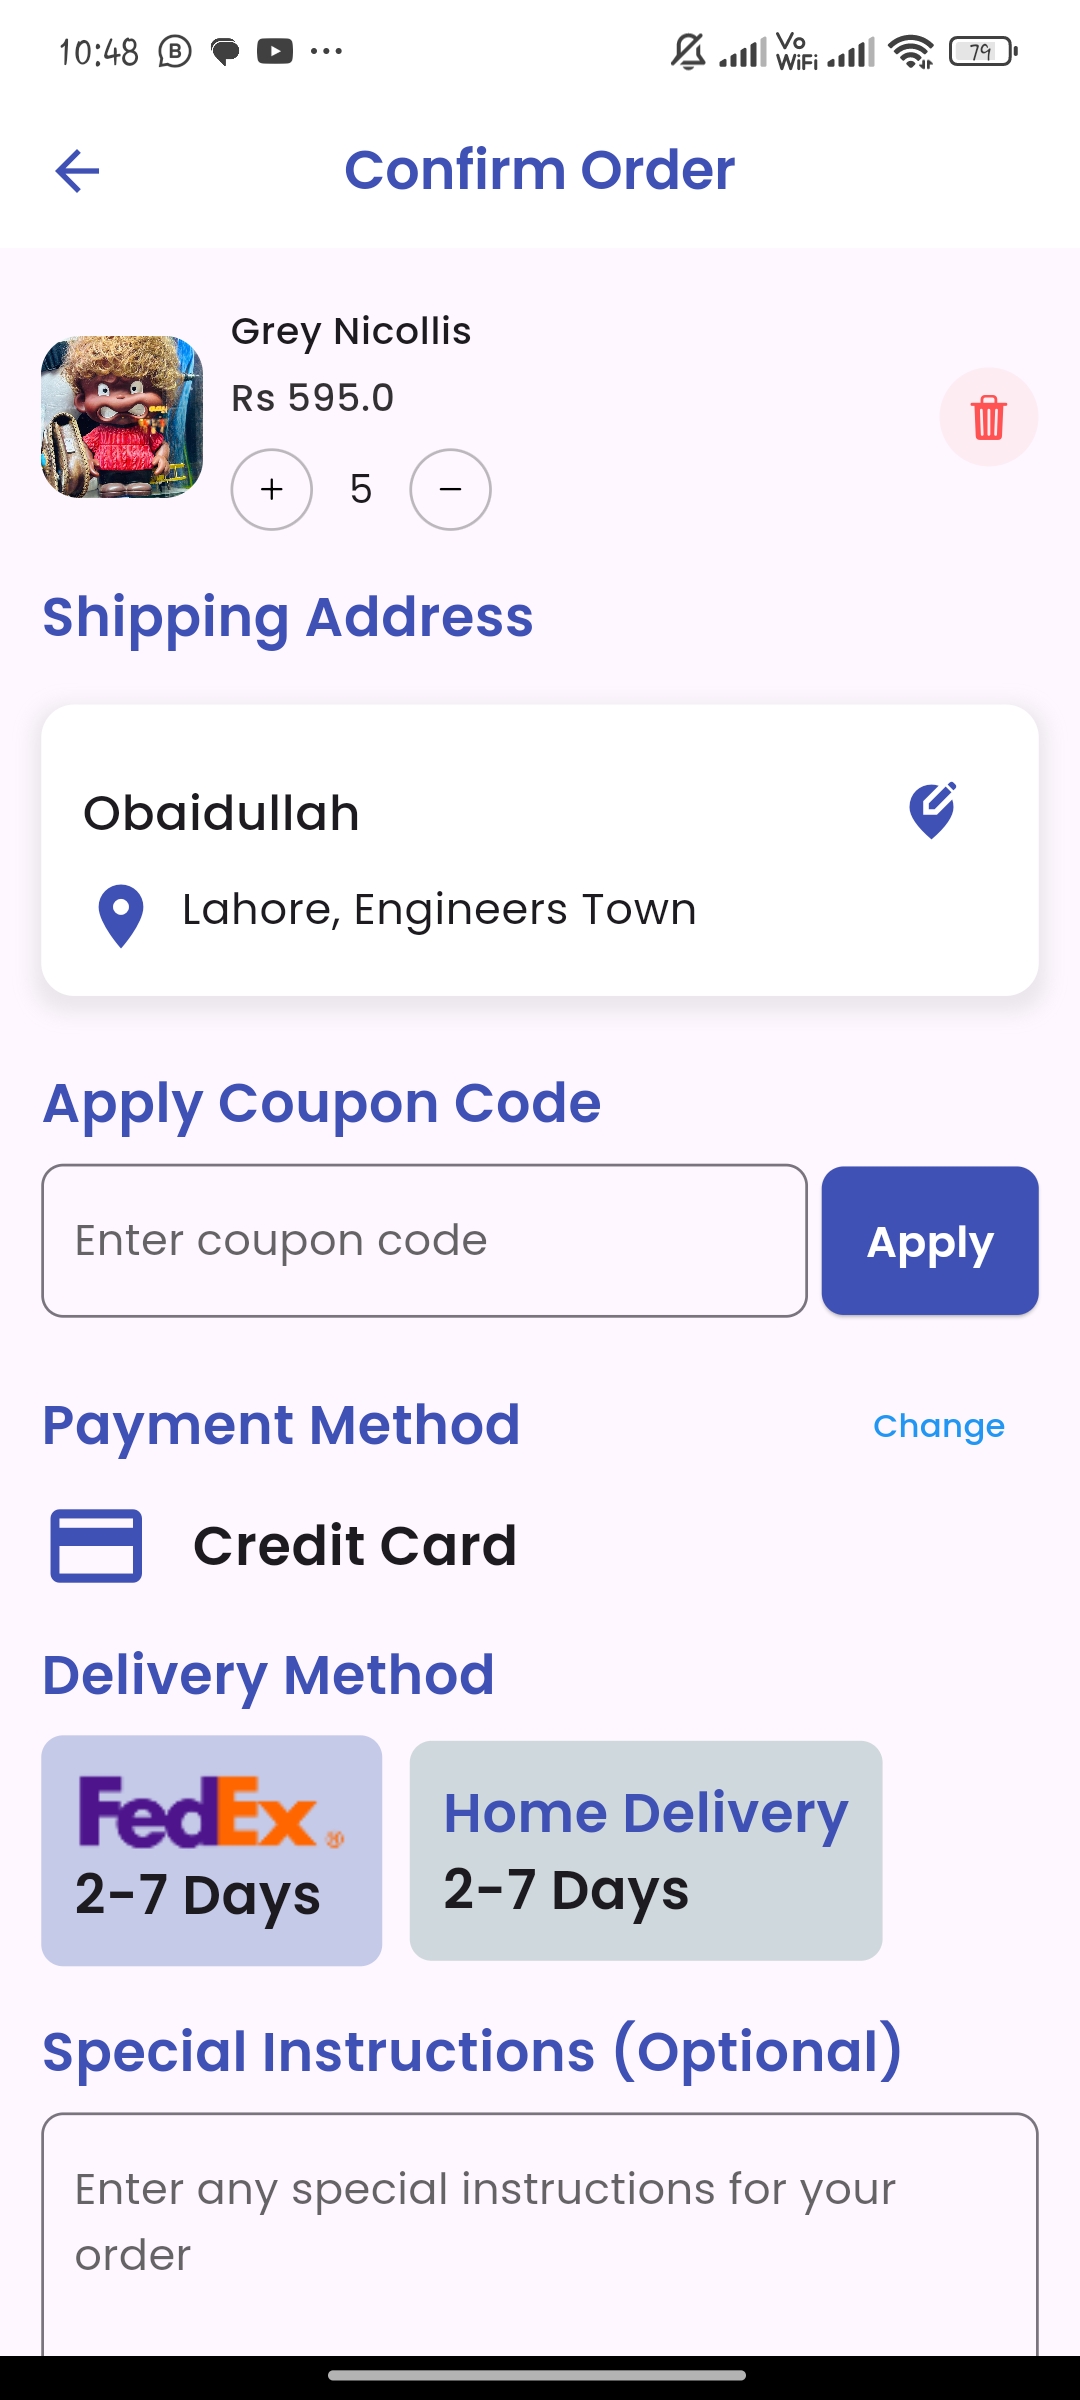 10:48
Vo
WiFi
79
Confirm Order
Grey Nicollis
Rs 595.0
+ 5 −
Shipping Address
Obaidullah
Lahore, Engineers Town
Apply Coupon Code
Enter coupon code
Apply
Payment Method
Change
Credit Card
Delivery Method
FedEx®
2-7 Days
Home Delivery
2-7 Days
Special Instructions (Optional)
Enter any special instructions for your
order